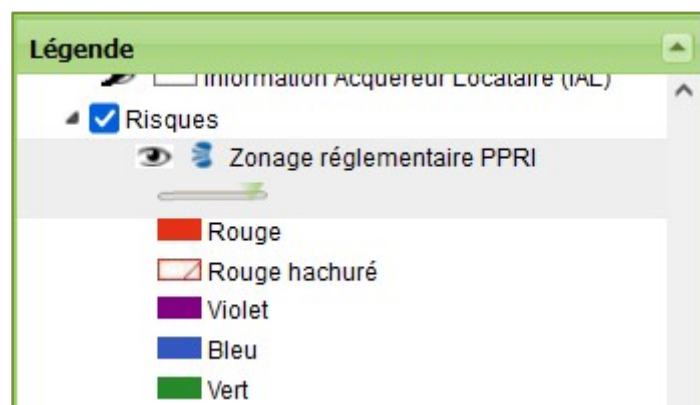 Légende
Information Acquéreur Locataire (IAL)
Risques
Zonage réglementaire PPRI
Rouge
Rouge hachuré
Violet
Bleu
Vert